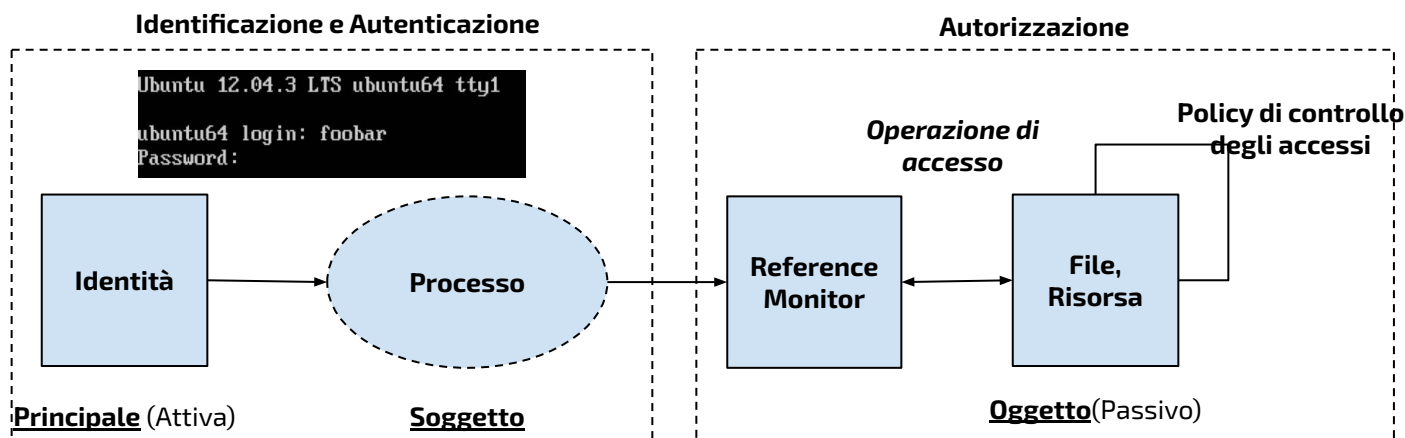 Identificazione e Autenticazione
Autorizzazione
Ubuntu 12.04.3 LTS ubuntu64 tty1
ubuntu64 login: foobar
Password:
Operazione di
accesso
Policy di controllo
degli accessi
Identità
Processo
Reference
Monitor
File,
Risorsa
Principale (Attiva)
Soggetto
Oggetto(Passivo)